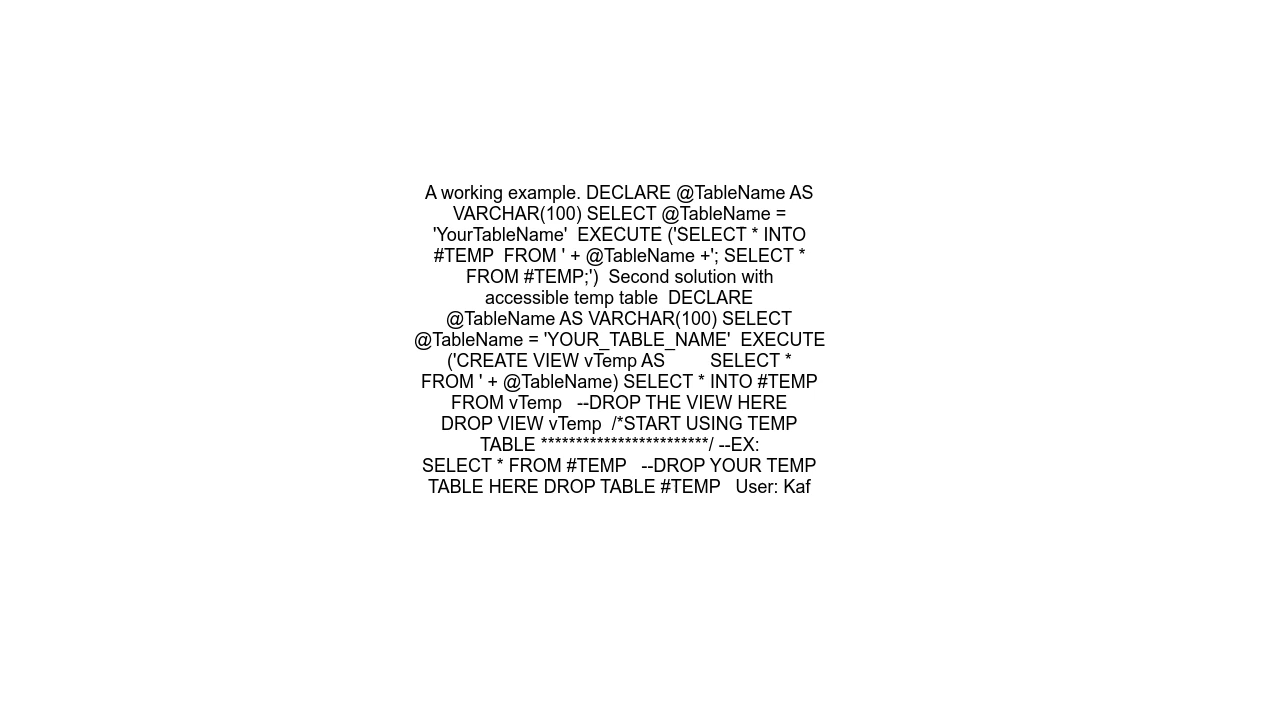 A working example. DECLARE @TableName AS
VARCHAR(100) SELECT @TableName =
'YourTableName'  EXECUTE ('SELECT * INTO
#TEMP  FROM ' + @TableName +'; SELECT *
FROM #TEMP;')  Second solution with
accessible temp table  DECLARE
@TableName AS VARCHAR(100) SELECT
@TableName = 'YOUR_TABLE_NAME'  EXECUTE
('CREATE VIEW vTemp AS         SELECT *
FROM ' + @TableName) SELECT * INTO #TEMP
FROM vTemp   --DROP THE VIEW HERE
DROP VIEW vTemp  /*START USING TEMP
TABLE ************************/ --EX:
SELECT * FROM #TEMP   --DROP YOUR TEMP
TABLE HERE DROP TABLE #TEMP   User: Kaf